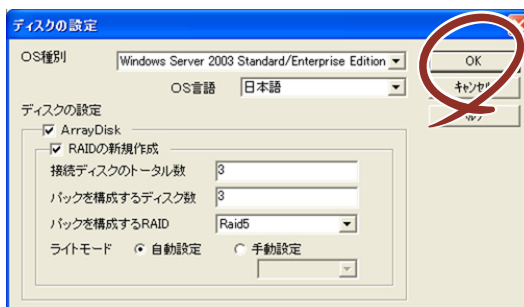 ディスクの設定
OS種別 Windows Server 2003 Standard/Enterprise Edition
OK
OS言語 日本語
キャンセル
ディスクの設定
ヘルプ
ArrayDisk
RAIDの新規作成
接続ディスクのトータル数 3
パックを構成するディスク数 3
パックを構成するRAID Raid5
ライトモード 自動設定 手動設定